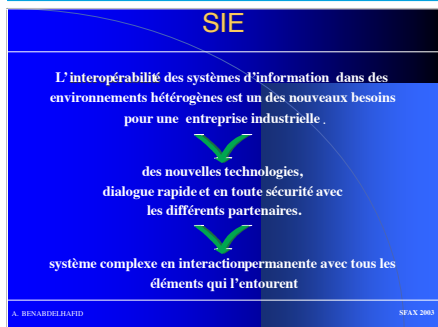 SIE
L'interopérabilité des systèmes d'information dans des
environnements hétérogènes est un des nouveaux besoins
pour une entreprise industrielle .
des nouvelles technologies,
dialogue rapide et en toute sécurité avec
les différents partenaires.
système complexe en interactionpermanente avec tous les
éléments qui l'entourent
A. BENABDELHAFID
SFAX 2003